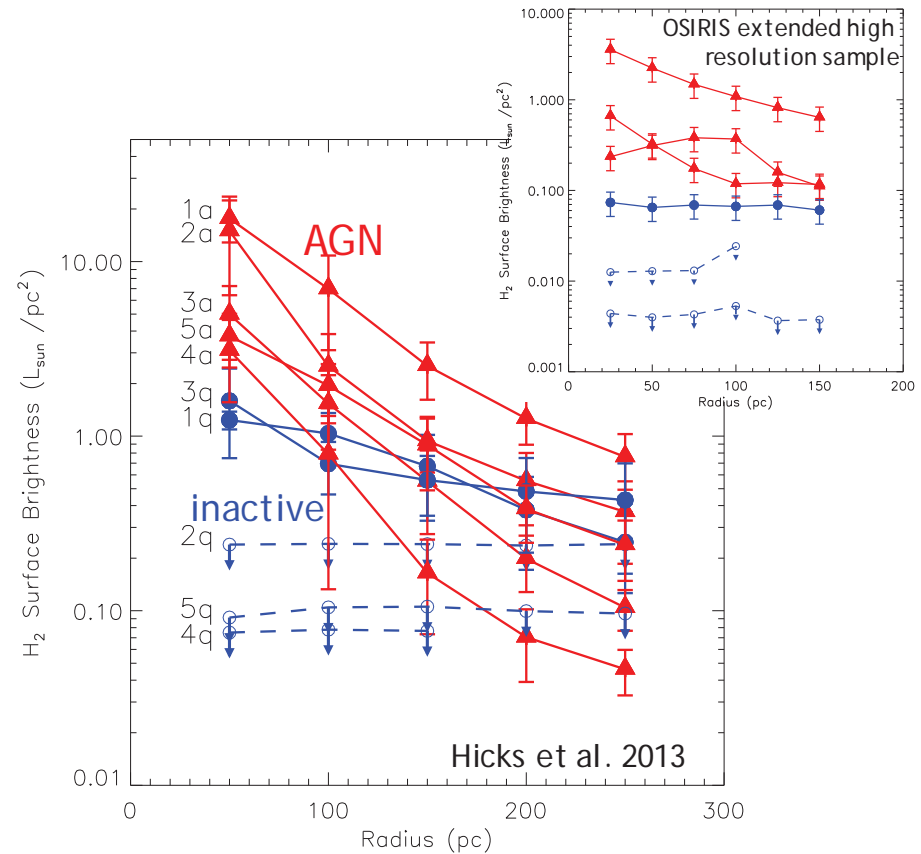 10.000
1.000
0.100
0.010
0.001
H2 Surface Brightness (Lsun /pc²)
OSIRIS extended high
resolution sample
0
50
100
150
200
Radius (pc)
10.00
1.00
0.10
0.01
H₂ Surface Brightness (Lsun /pc²)
1a
2a
AGN
3a
5a
4a
3q
1q
inactive
2q
5q
4q
Hicks et al. 2013
0
100
200
300
Radius (pc)